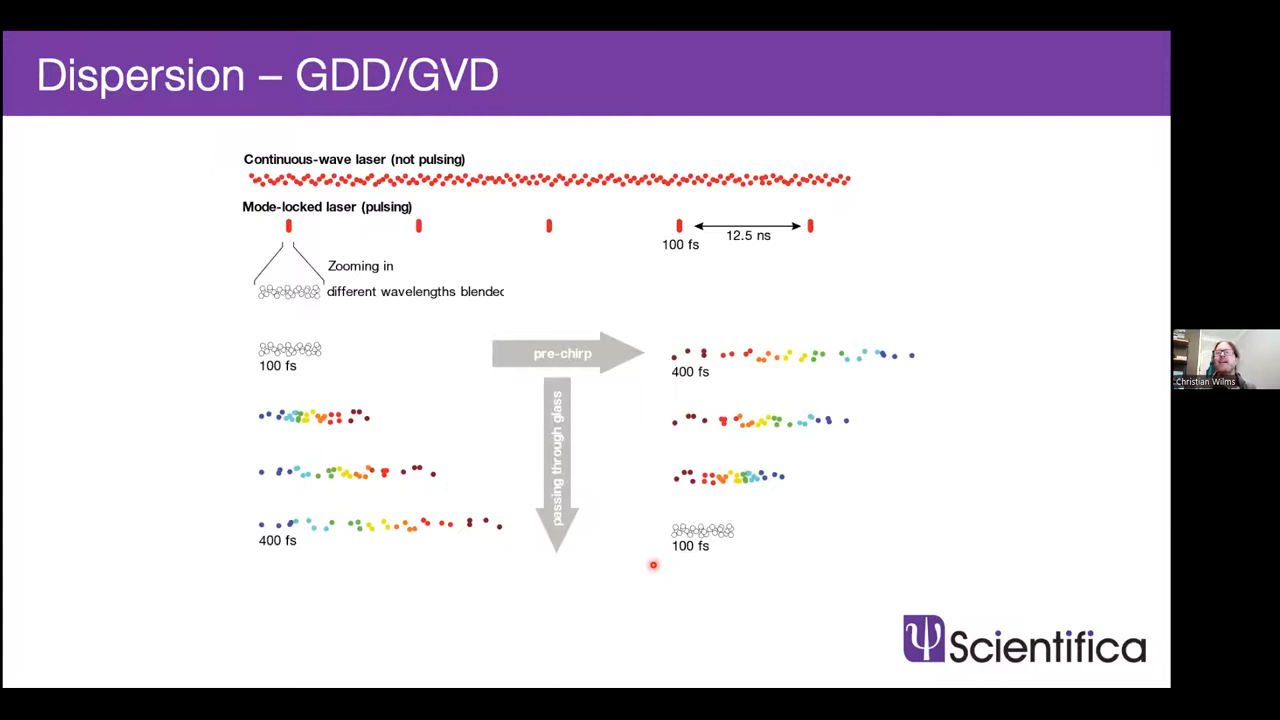 Dispersion – GDD/GVD
Continuous-wave laser (not pulsing)
Mode-locked laser (pulsing)
12.5 ns
100 fs
Zooming in
different wavelengths blended
100 fs
pre-chirp
400 fs
passing through glass
400 fs
100 fs
Scientifica
Christian Wilms